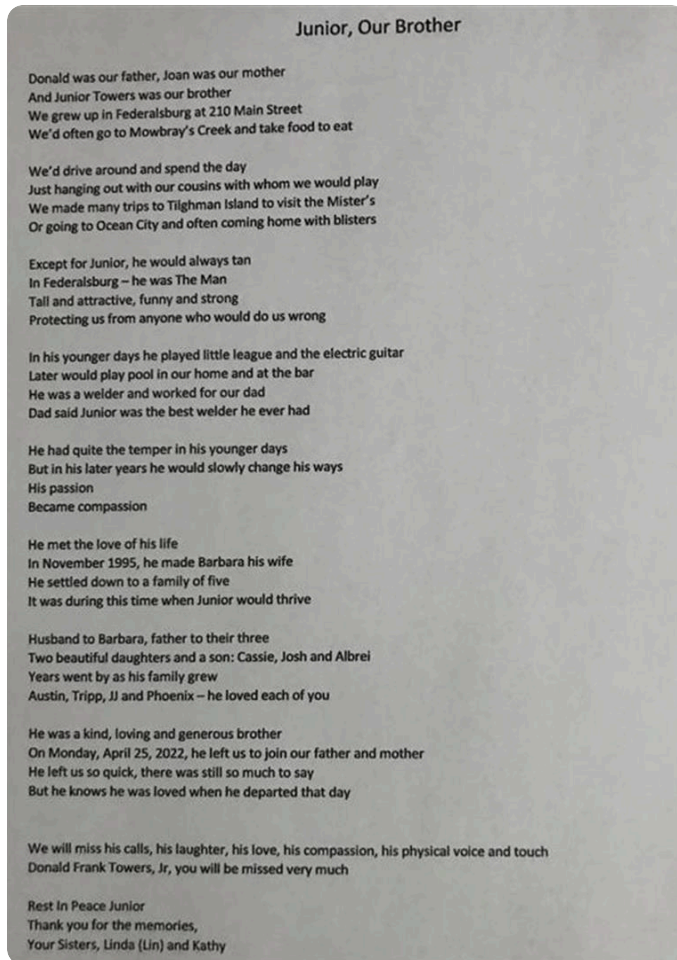 Junior, Our Brother
Donald was our father, Joan was our mother
And Junior Towers was our brother
We grew up in Federalsburg at 210 Main Street
We'd often go to Mowbray's Creek and take food to eat
We'd drive around and spend the day
Just hanging out with our cousins with whom we would play
We made many trips to Tilghman Island to visit the Mister's
Or going to Ocean City and often coming home with blisters
Except for Junior, he would always tan
In Federalsburg – he was The Man
Tall and attractive, funny and strong
Protecting us from anyone who would do us wrong
In his younger days he played little league and the electric guitar
Later would play pool in our home and at the bar
He was a welder and worked for our dad
Dad said Junior was the best welder he ever had
He had quite the temper in his younger days
But in his later years he would slowly change his ways
His passion
Became compassion
He met the love of his life
In November 1995, he made Barbara his wife
He settled down to a family of five
It was during this time when Junior would thrive
Husband to Barbara, father to their three
Two beautiful daughters and a son: Cassie, Josh and Albrei
Years went by as his family grew
Austin, Tripp, JJ and Phoenix – he loved each of you
He was a kind, loving and generous brother
On Monday, April 25, 2022, he left us to join our father and mother
He left us so quick, there was still so much to say
But he knows he was loved when he departed that day
We will miss his calls, his laughter, his love, his compassion, his physical voice and touch
Donald Frank Towers, Jr, you will be missed very much
Rest In Peace Junior
Thank you for the memories,
Your Sisters, Linda (Lin) and Kathy